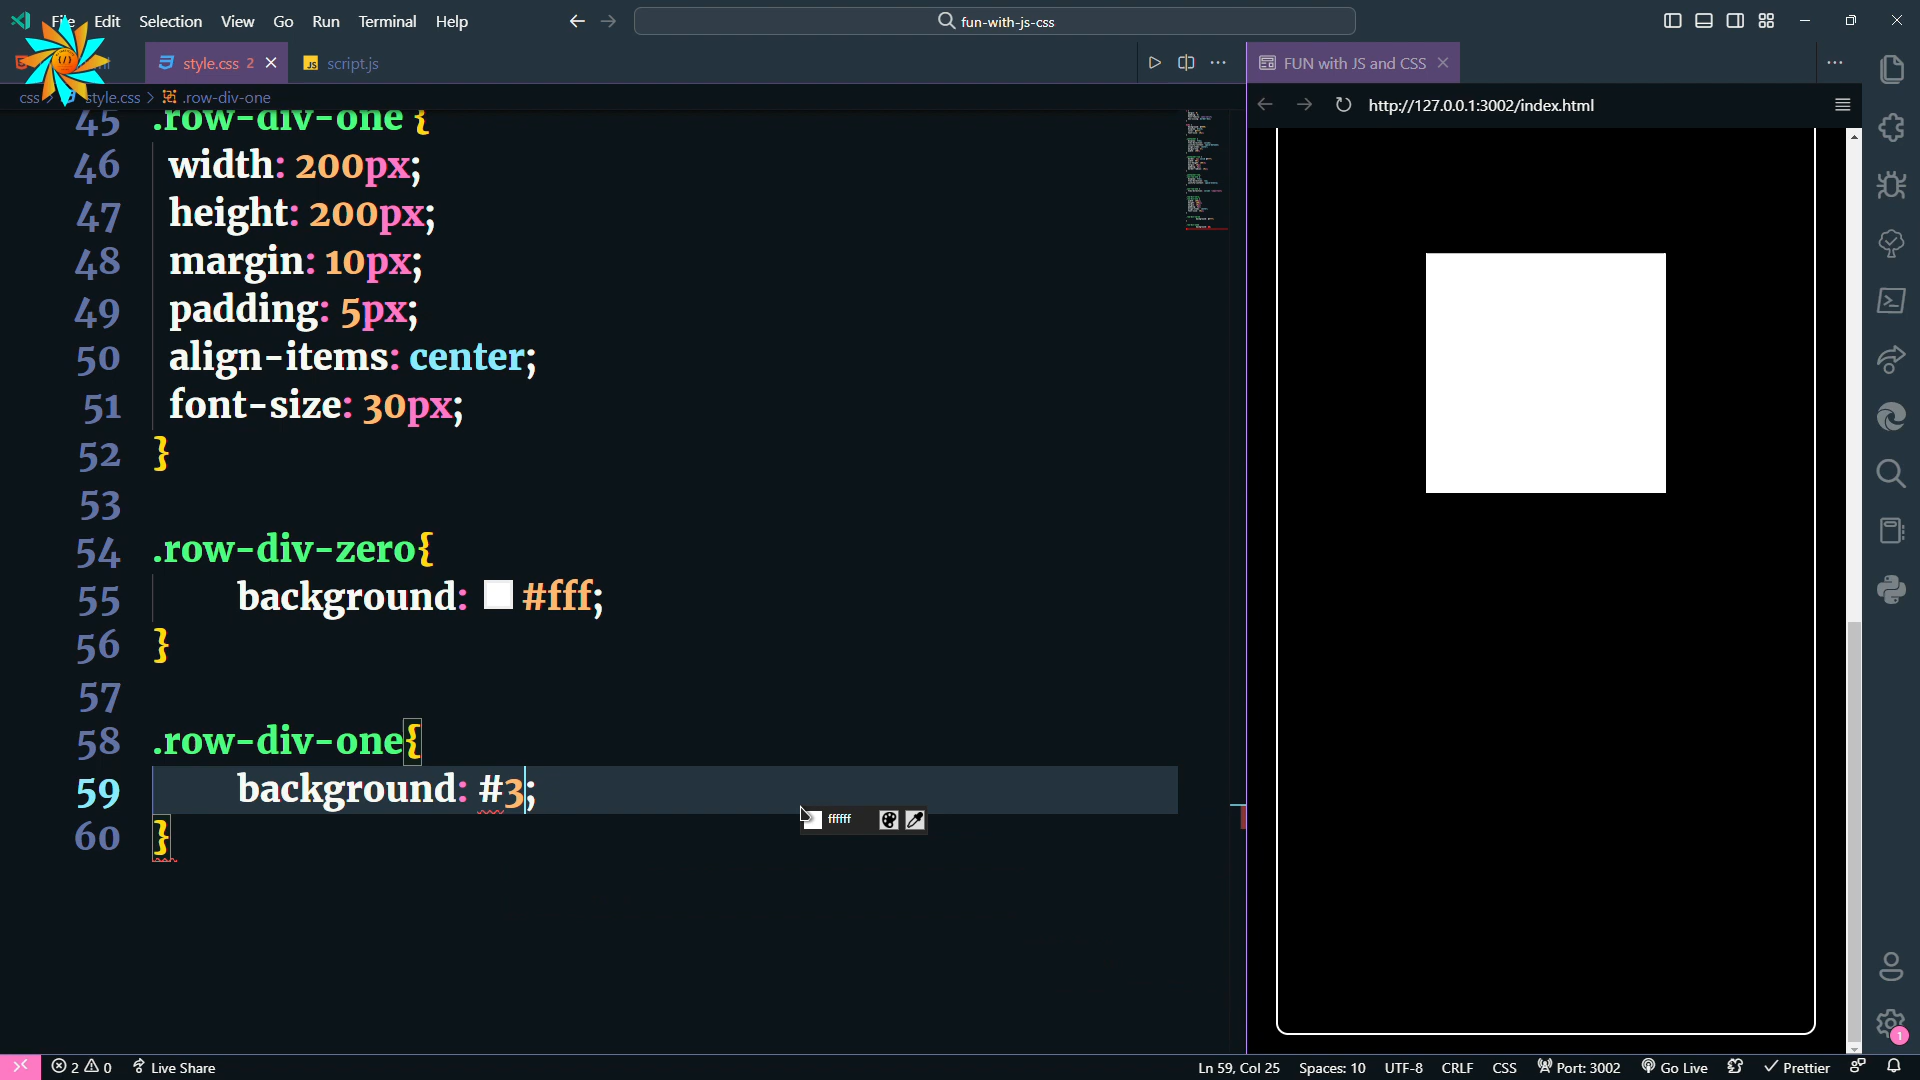 File Edit Selection View Go Run Terminal Help
fun-with-js-css
style.css 2
JS script.js
FUN with JS and CSS
css > style.css > .row-div-one
http://127.0.0.1:3002/index.html
45 .row-div-one {
46 width: 200px;
47 height: 200px;
48 margin: 10px;
49 padding: 5px;
50 align-items: center;
51 font-size: 30px;
52 }
53
54 .row-div-zero{
55 background: #fff;
56 }
57
58 .row-div-one{
59 background: #3;
60 }
ffffff
1
2 0 Live Share
Ln 59, Col 25 Spaces: 10 UTF-8 CRLF CSS Port: 3002 Go Live Prettier